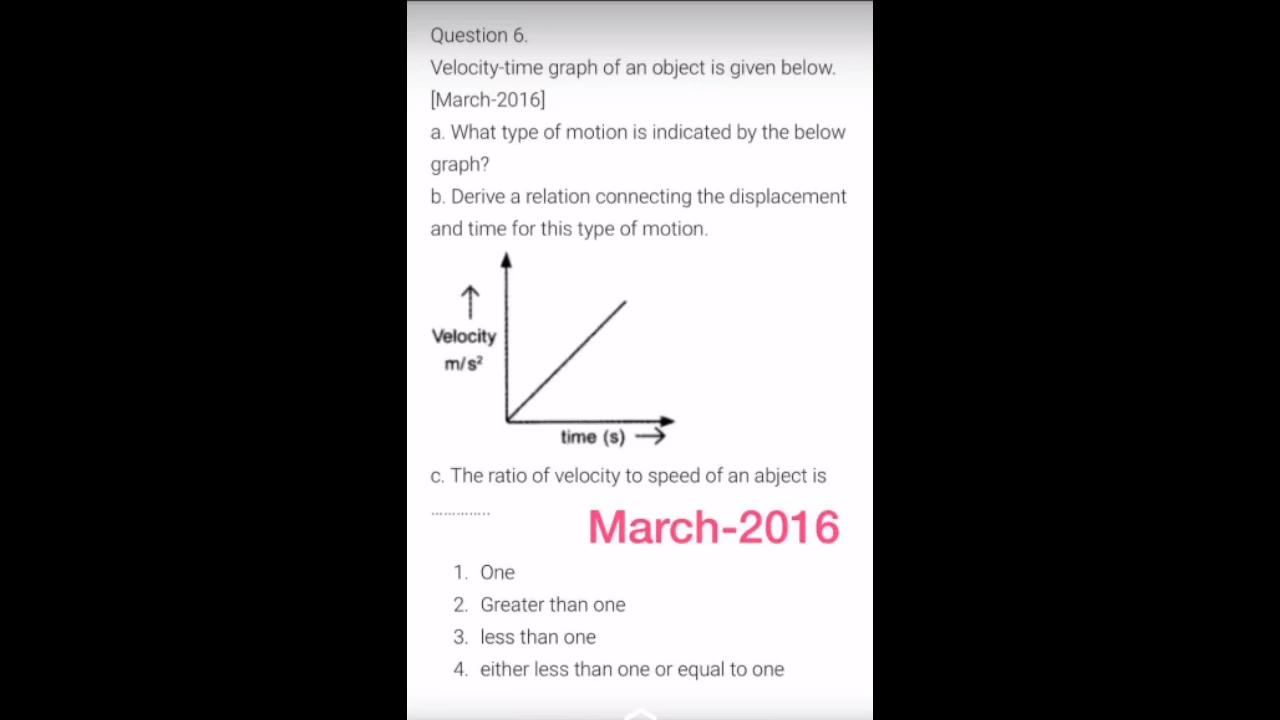 Question 6.
Velocity-time graph of an object is given below.
[March-2016]
a. What type of motion is indicated by the below
graph?
b. Derive a relation connecting the displacement
and time for this type of motion.
Velocity
m/s²
time (s)
c. The ratio of velocity to speed of an abject is
..............
March-2016
1. One
2. Greater than one
3. less than one
4. either less than one or equal to one